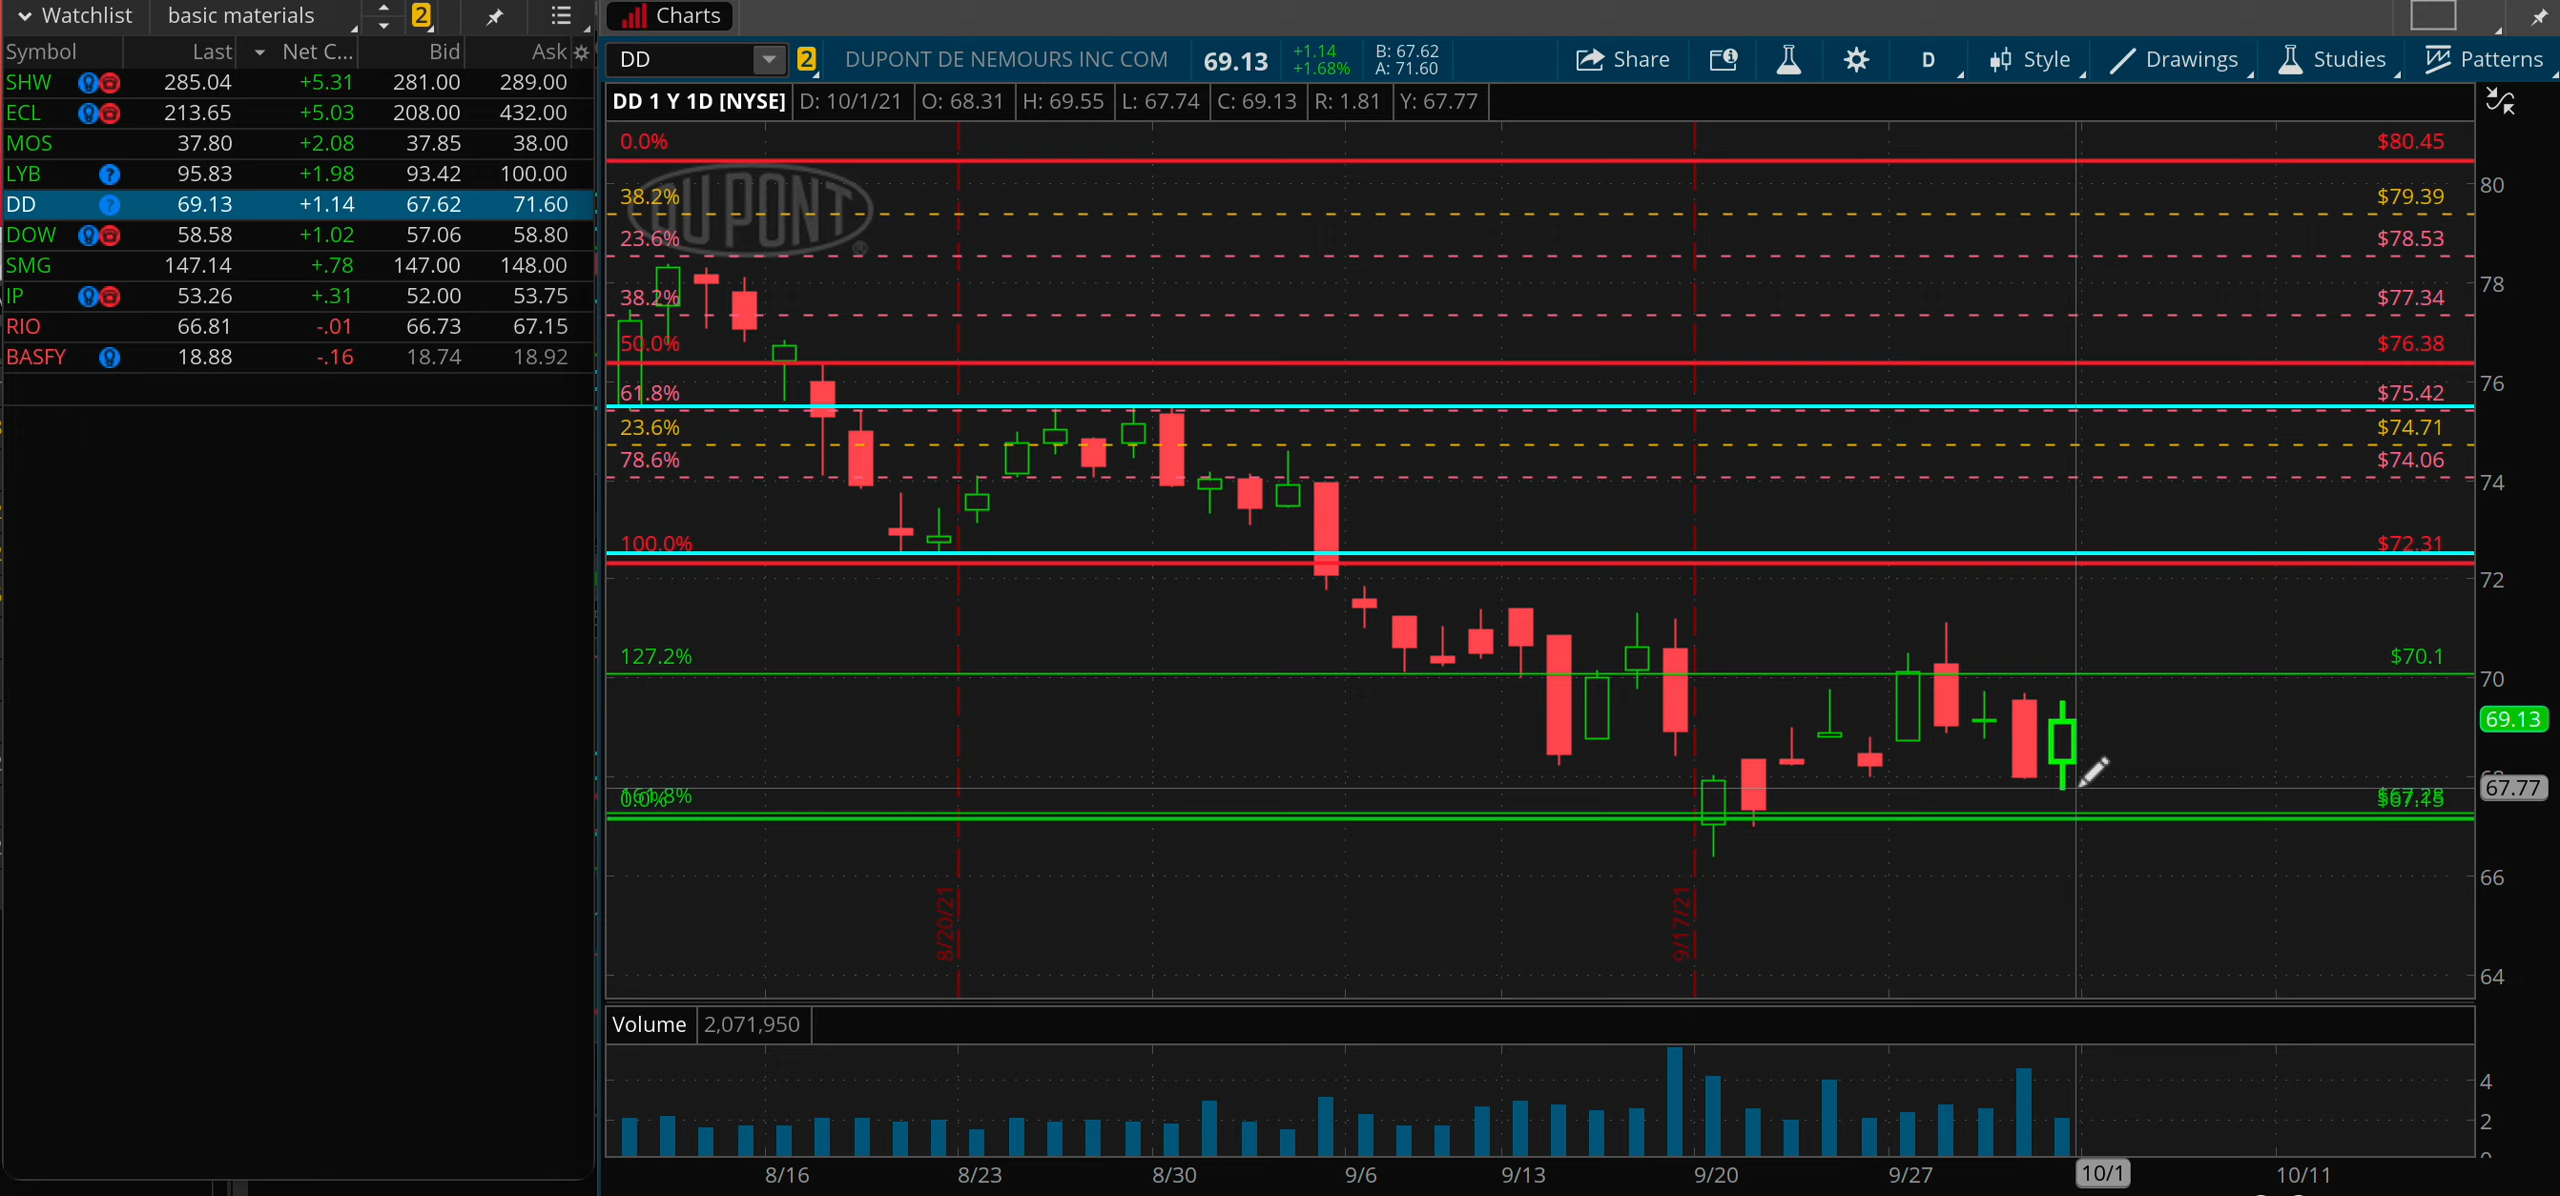 Watchlist basic materials 2
Symbol Last Net C... Bid Ask
SHW 285.04 +5.31 281.00 289.00
ECL 213.65 +5.03 208.00 432.00
MOS 37.80 +2.08 37.85 38.00
LYB ? 95.83 +1.98 93.42 100.00
DD ? 69.13 +1.14 67.62 71.60
DOW 58.58 +1.02 57.06 58.80
SMG 147.14 +.78 147.00 148.00
IP 53.26 +.31 52.00 53.75
RIO 66.81 -.01 66.73 67.15
BASFY 18.88 -.16 18.74 18.92
Charts
DD 2 DUPONT DE NEMOURS INC COM 69.13 +1.14 B: 67.62
+1.68% A: 71.60
Share D Style Drawings Studies Patterns
DD 1 Y 1D [NYSE] D: 10/1/21 O: 68.31 H: 69.55 L: 67.74 C: 69.13 R: 1.81 Y: 67.77
0.0% $80.45
80
38.2% $79.39
DUPONT ®
23.6% $78.53
78
38.2% $77.34
50.0% $76.38
76
61.8% $75.42
23.6% $74.71
78.6% $74.06
74
100.0% $72.31
72
127.2% $70.1
70
69.13
67.77
161.8%
0.0%
66
8/20/21 9/17/21
64
Volume 2,071,950
4
2
8/16 8/23 8/30 9/6 9/13 9/20 9/27 10/1 10/11